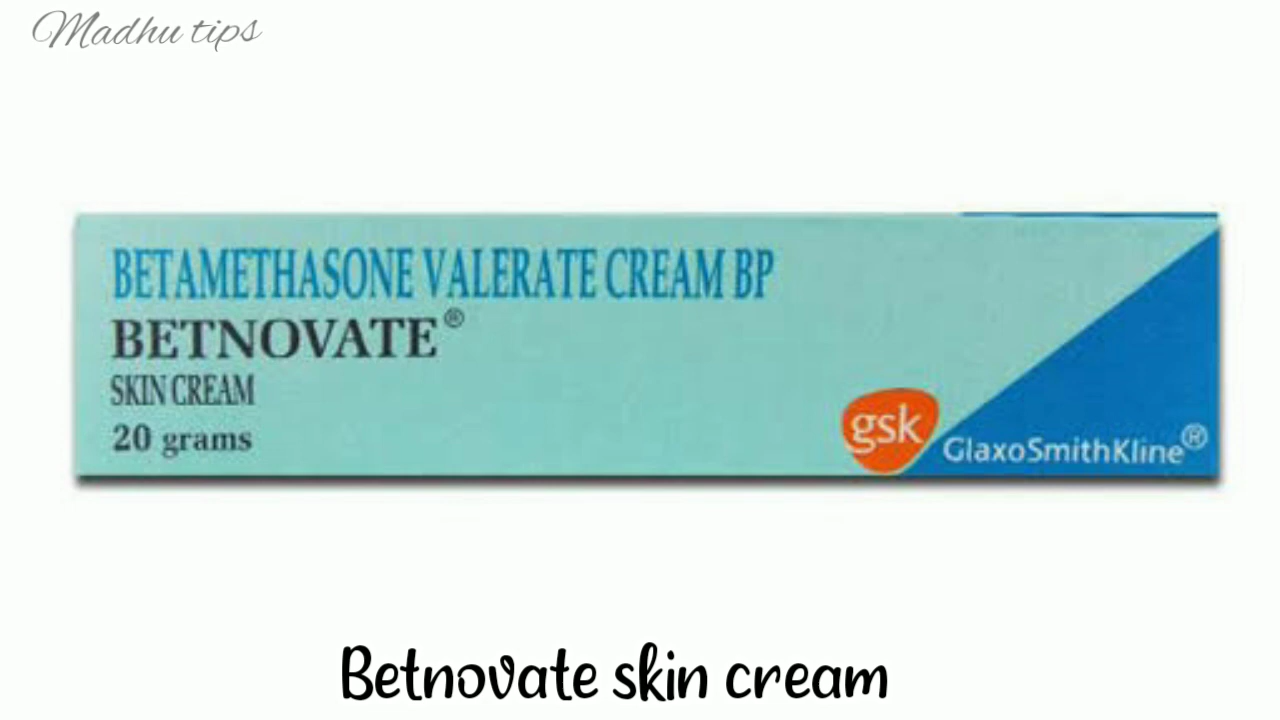 Madhu tips
BETAMETHASONE VALERATE CREAM BP
BETNOVATE®
SKIN CREAM
20 grams
gsk GlaxoSmithKline®
Betnovate skin cream